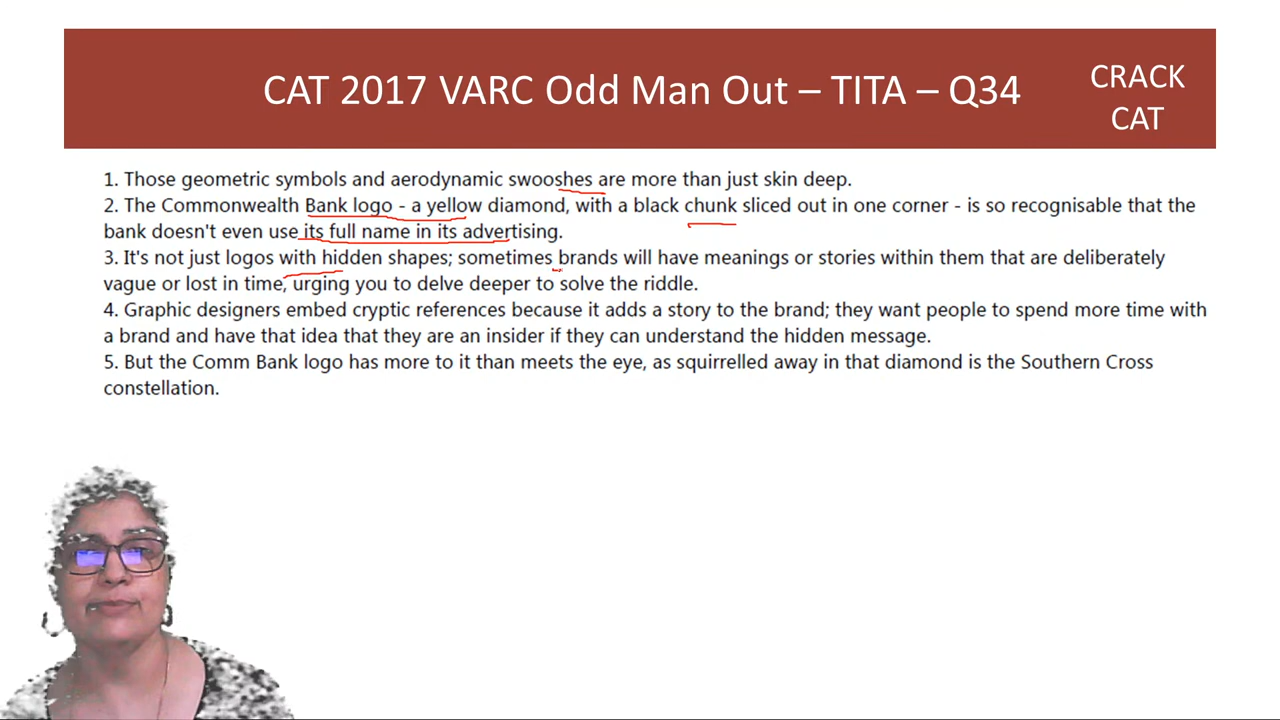 CAT 2017 VARC Odd Man Out – TITA – Q34
CRACK
CAT
1. Those geometric symbols and aerodynamic swooshes are more than just skin deep.
2. The Commonwealth Bank logo - a yellow diamond, with a black chunk sliced out in one corner - is so recognisable that the
bank doesn't even use its full name in its advertising.
3. It's not just logos with hidden shapes; sometimes brands will have meanings or stories within them that are deliberately
vague or lost in time, urging you to delve deeper to solve the riddle.
4. Graphic designers embed cryptic references because it adds a story to the brand; they want people to spend more time with
a brand and have that idea that they are an insider if they can understand the hidden message.
5. But the Comm Bank logo has more to it than meets the eye, as squirrelled away in that diamond is the Southern Cross
constellation.